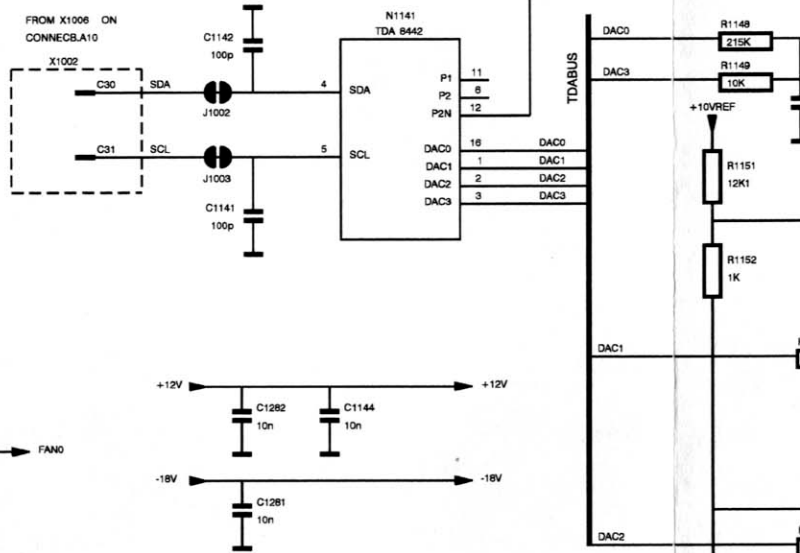 FROM X1006 ON
CONNECB.A10
X1002
C30 SDA
J1002
C31 SCL
J1003
C1142
100p
C1141
100p
N1141
TDA 8442
4 SDA
5 SCL
P1 11
P2 6
P2N 12
DAC0 16 DAC0
DAC1 1 DAC1
DAC2 2 DAC2
DAC3 3 DAC3
TDABUS
DAC0
R1148
215K
DAC3
R1149
10K
+10VREF
R1151
12K1
R1152
1K
DAC1
DAC2
+12V +12V
C1282
10n
C1144
10n
FAN0
-18V -18V
C1281
10n